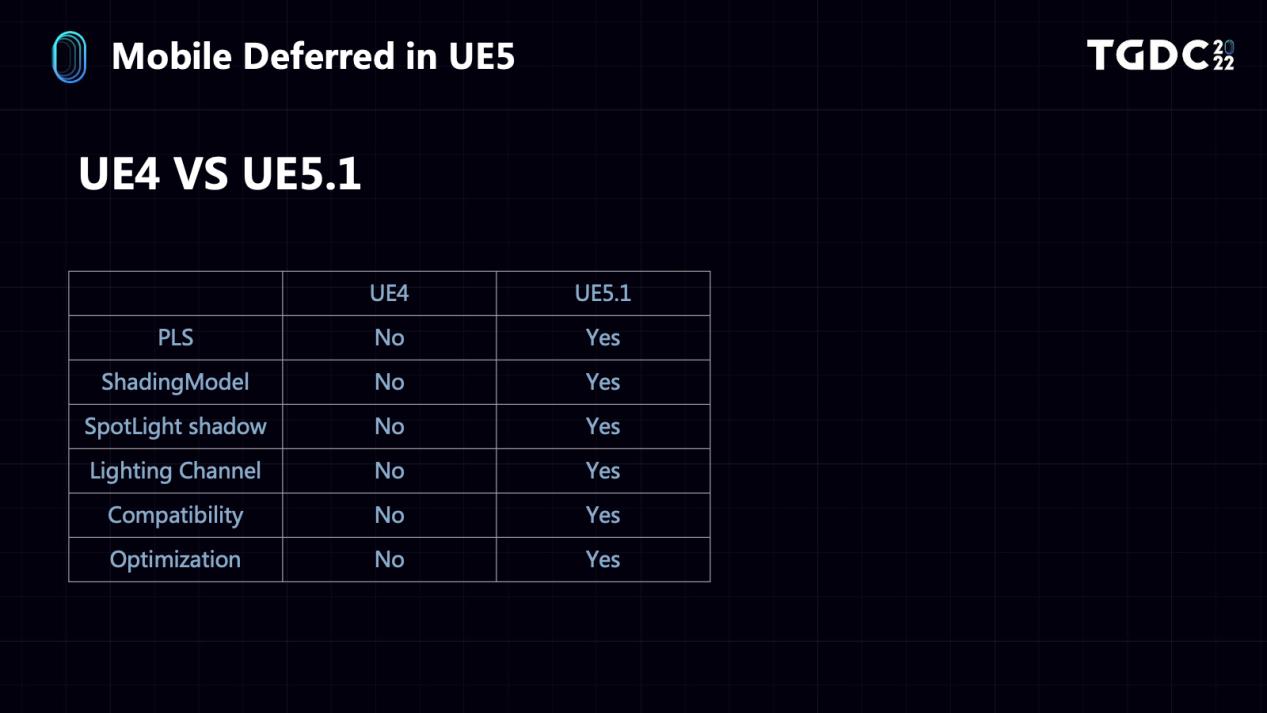 Mobile Deferred in UE5
TGDC 2022
UE4 VS UE5.1
UE4 UE5.1
PLS No Yes
ShadingModel No Yes
SpotLight shadow No Yes
Lighting Channel No Yes
Compatibility No Yes
Optimization No Yes